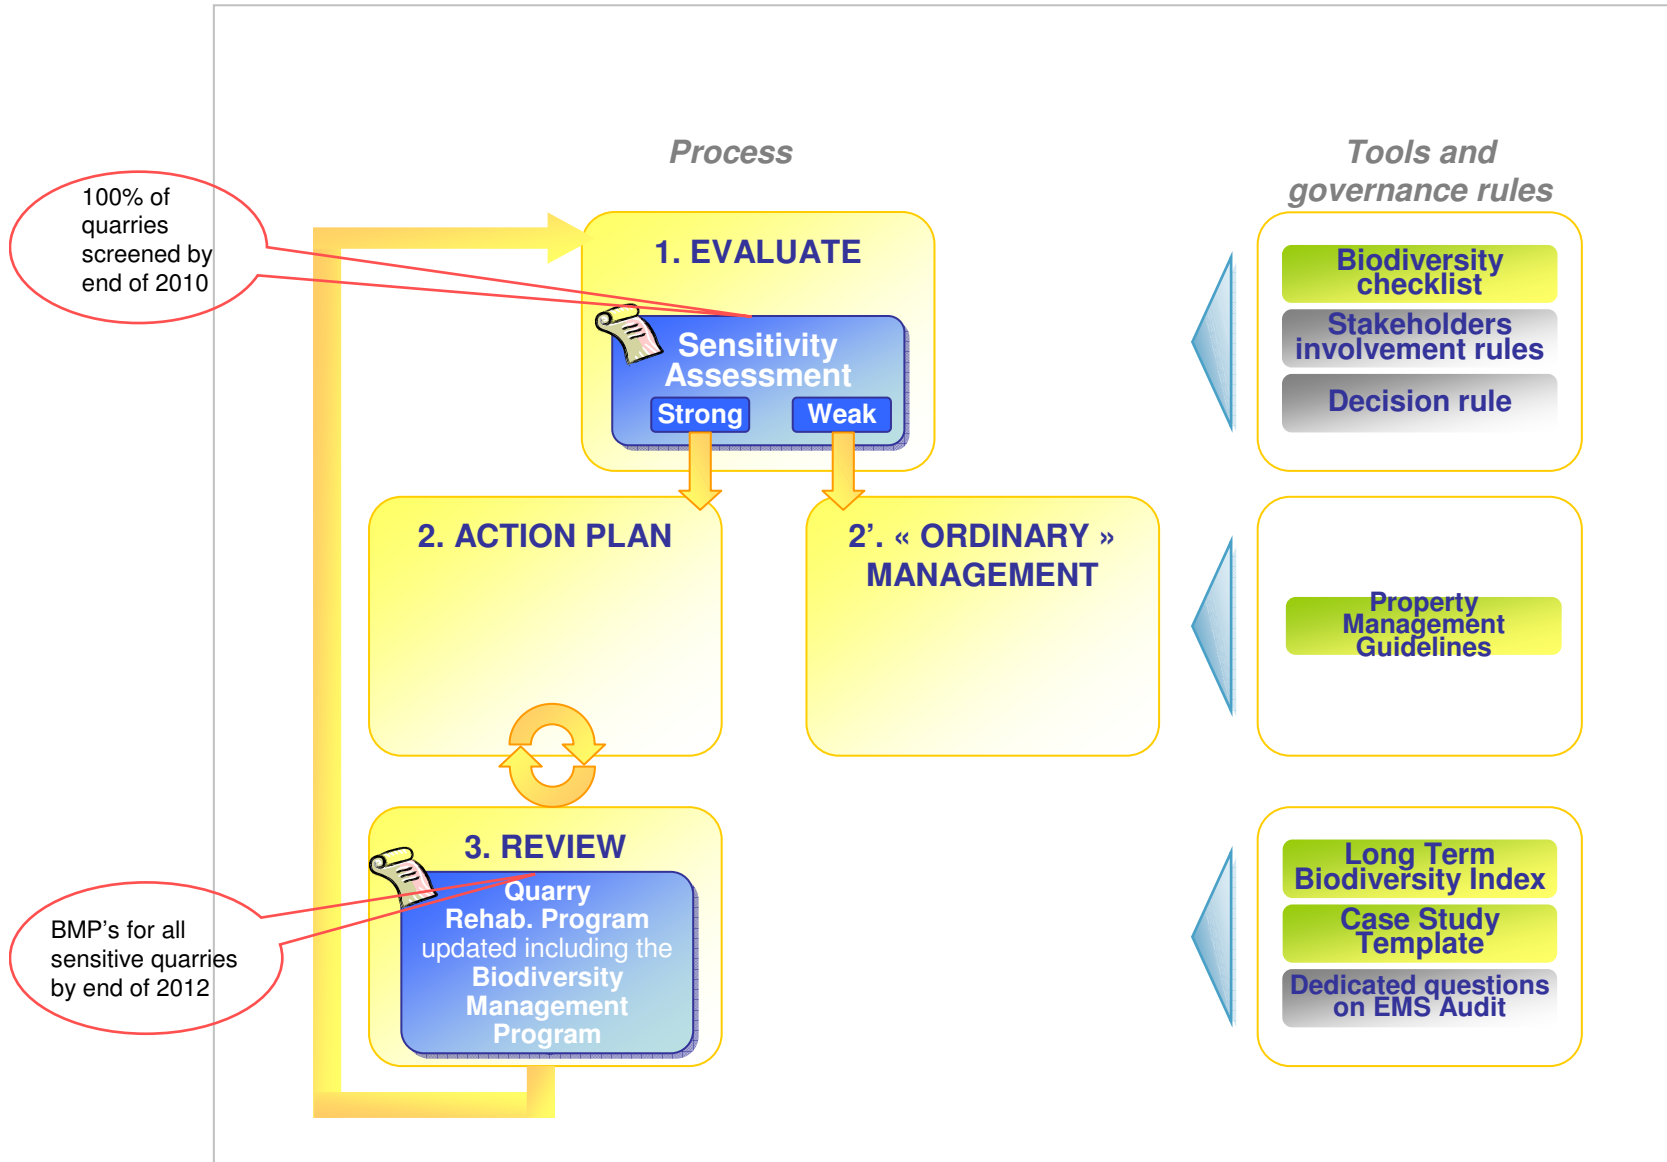 Process
Tools and
governance rules
100% of
quarries
screened by
end of 2010
1. EVALUATE
Sensitivity
Assessment
Strong
Weak
Biodiversity
checklist
Stakeholders
involvement rules
Decision rule
2. ACTION PLAN
2'. « ORDINARY »
MANAGEMENT
Property
Management
Guidelines
3. REVIEW
Quarry
Rehab. Program
updated including the
Biodiversity
Management
Program
BMP’s for all
sensitive quarries
by end of 2012
Long Term
Biodiversity Index
Case Study
Template
Dedicated questions
on EMS Audit